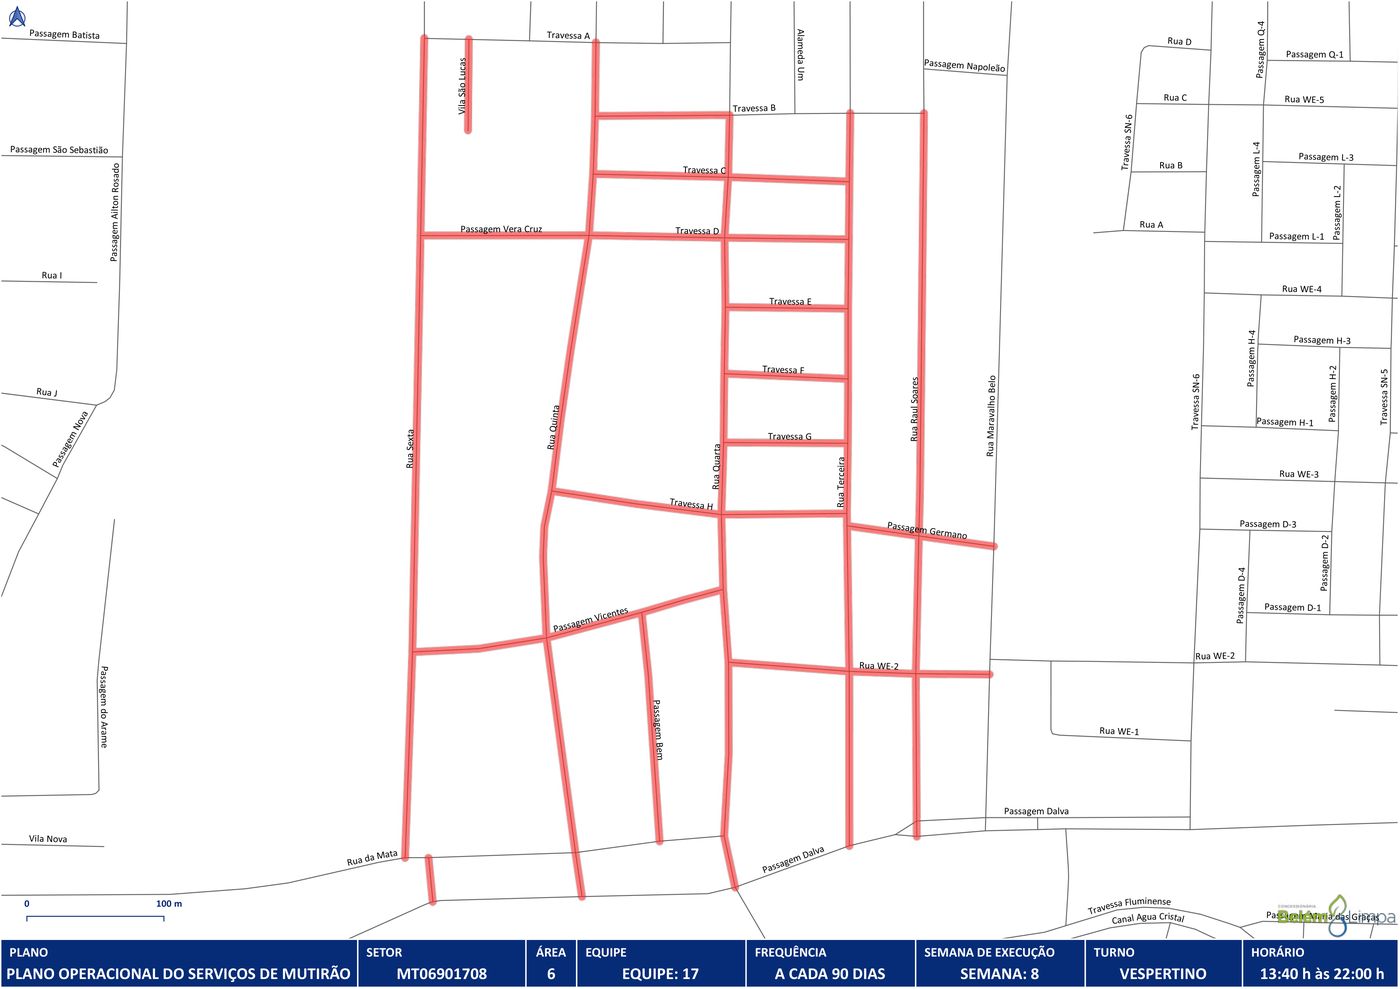 Passagem Batista
Travessa A
Alameda Um
Passagem Napoleão
Rua D
Passagem Q-4
Passagem Q-1
Vila São Lucas
Travessa B
Rua C
Rua WE-5
Passagem São Sebastião
Passagem Ailton Rosado
Travessa C
Travessa SN-6
Rua B
Passagem L-4
Passagem L-3
Passagem L-2
Passagem Vera Cruz
Travessa D
Rua A
Passagem L-1
Rua I
Travessa E
Rua WE-4
Passagem H-4
Passagem H-3
Rua J
Travessa F
Passagem H-2
Travessa SN-5
Passagem Nova
Rua Sexta
Rua Quinta
Rua Quarta
Travessa G
Rua Terceira
Rua Raul Soares
Rua Maravalho Belo
Travessa SN-6
Passagem H-1
Rua WE-3
Travessa H
Passagem Germano
Passagem D-3
Passagem D-4
Passagem D-2
Passagem D-1
Passagem Vicentes
Rua WE-2
Rua WE-2
Passagem do Arame
Passagem Bem
Rua WE-1
Passagem Dalva
Vila Nova
Rua da Mata
Passagem Dalva
Travessa Fluminense
Canal Agua Cristal
Passagem Maria das Graças
0 100 m
CONCESSIONÁRIA
Belém Limpa
PLANO
PLANO OPERACIONAL DO SERVIÇOS DE MUTIRÃO
SETOR
MT06901708
ÁREA
6
EQUIPE
EQUIPE: 17
FREQUÊNCIA
A CADA 90 DIAS
SEMANA DE EXECUÇÃO
SEMANA: 8
TURNO
VESPERTINO
HORÁRIO
13:40 h às 22:00 h